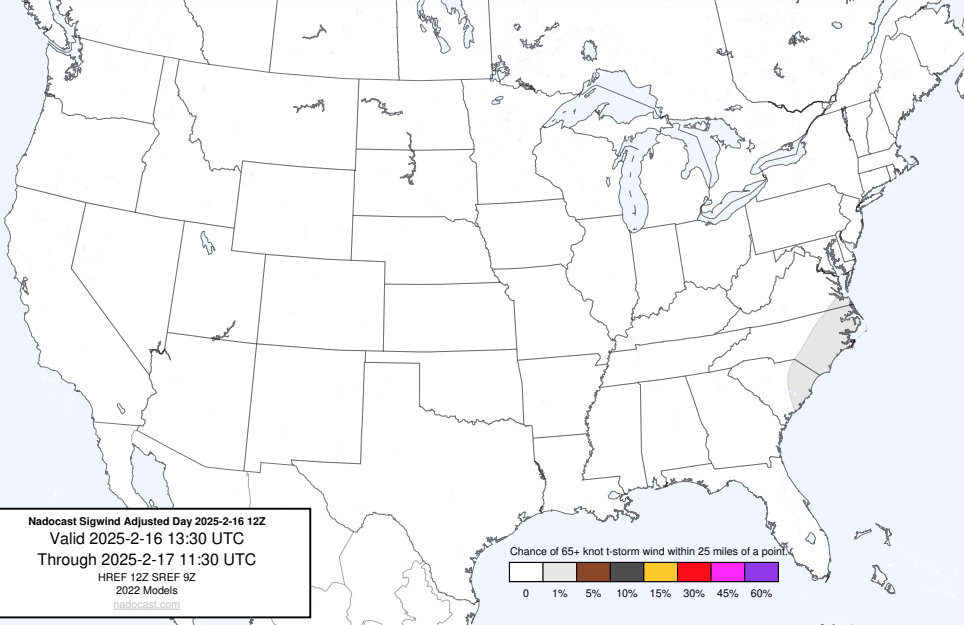 Nadocast Sigwind Adjusted Day 2025-2-16 12Z
Valid 2025-2-16 13:30 UTC
Through 2025-2-17 11:30 UTC
HREF 12Z SREF 9Z
2022 Models
nadocast.com
Chance of 65+ knot t-storm wind within 25 miles of a point.
0 1% 5% 10% 15% 30% 45% 60%